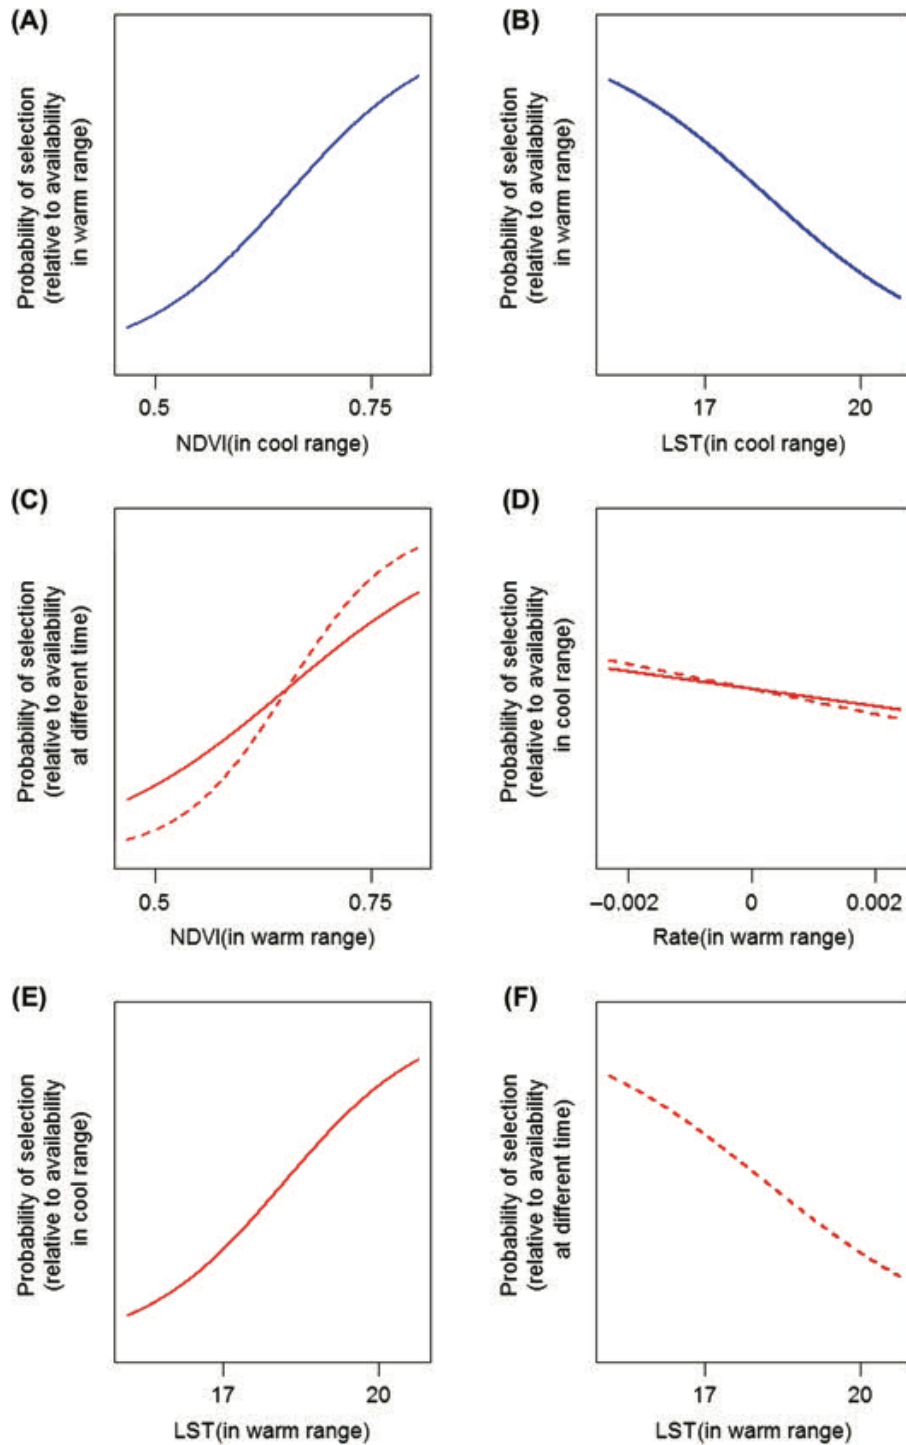 (A)
Probability of selection
(relative to availability
in warm range)
0.5
0.75
NDVI(in cool range)
(B)
Probability of selection
(relative to availability
in warm range)
17
20
LST(in cool range)
(C)
Probability of selection
(relative to availability
at different time)
0.5
0.75
NDVI(in warm range)
(D)
Probability of selection
(relative to availability
in cool range)
−0.002
0
0.002
Rate(in warm range)
(E)
Probability of selection
(relative to availability
in cool range)
17
20
LST(in warm range)
(F)
Probability of selection
(relative to availability
at different time)
17
20
LST(in warm range)